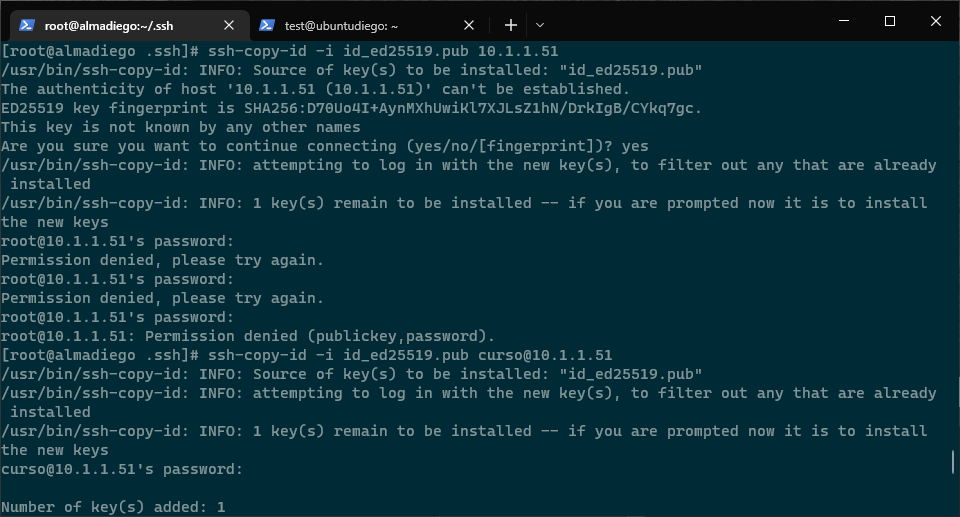 root@almadiego:~/.ssh
test@ubuntudiego: ~
[root@almadiego .ssh]# ssh-copy-id -i id_ed25519.pub 10.1.1.51
/usr/bin/ssh-copy-id: INFO: Source of key(s) to be installed: "id_ed25519.pub"
The authenticity of host '10.1.1.51 (10.1.1.51)' can't be established.
ED25519 key fingerprint is SHA256:D70Uo4I+AynMXhUwiKl7XJLsZ1hN/DrkIgB/CYkq7gc.
This key is not known by any other names
Are you sure you want to continue connecting (yes/no/[fingerprint])? yes
/usr/bin/ssh-copy-id: INFO: attempting to log in with the new key(s), to filter out any that are already
installed
/usr/bin/ssh-copy-id: INFO: 1 key(s) remain to be installed -- if you are prompted now it is to install
the new keys
root@10.1.1.51's password:
Permission denied, please try again.
root@10.1.1.51's password:
Permission denied, please try again.
root@10.1.1.51's password:
root@10.1.1.51: Permission denied (publickey,password).
[root@almadiego .ssh]# ssh-copy-id -i id_ed25519.pub curso@10.1.1.51
/usr/bin/ssh-copy-id: INFO: Source of key(s) to be installed: "id_ed25519.pub"
/usr/bin/ssh-copy-id: INFO: attempting to log in with the new key(s), to filter out any that are already
installed
/usr/bin/ssh-copy-id: INFO: 1 key(s) remain to be installed -- if you are prompted now it is to install
the new keys
curso@10.1.1.51's password:
Number of key(s) added: 1